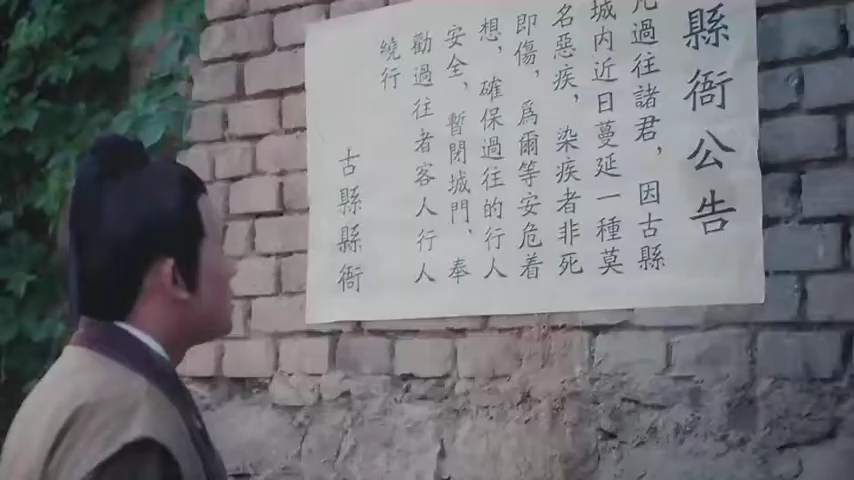 縣衙公告
凡過往諸君，因古縣
城内近日蔓延一種莫
名惡疾，染疾者非死
即傷，爲爾等安危着
想，確保過往的行人
安全，暫閉城門、奉
勸過往者客人行人
繞行
古縣縣衙